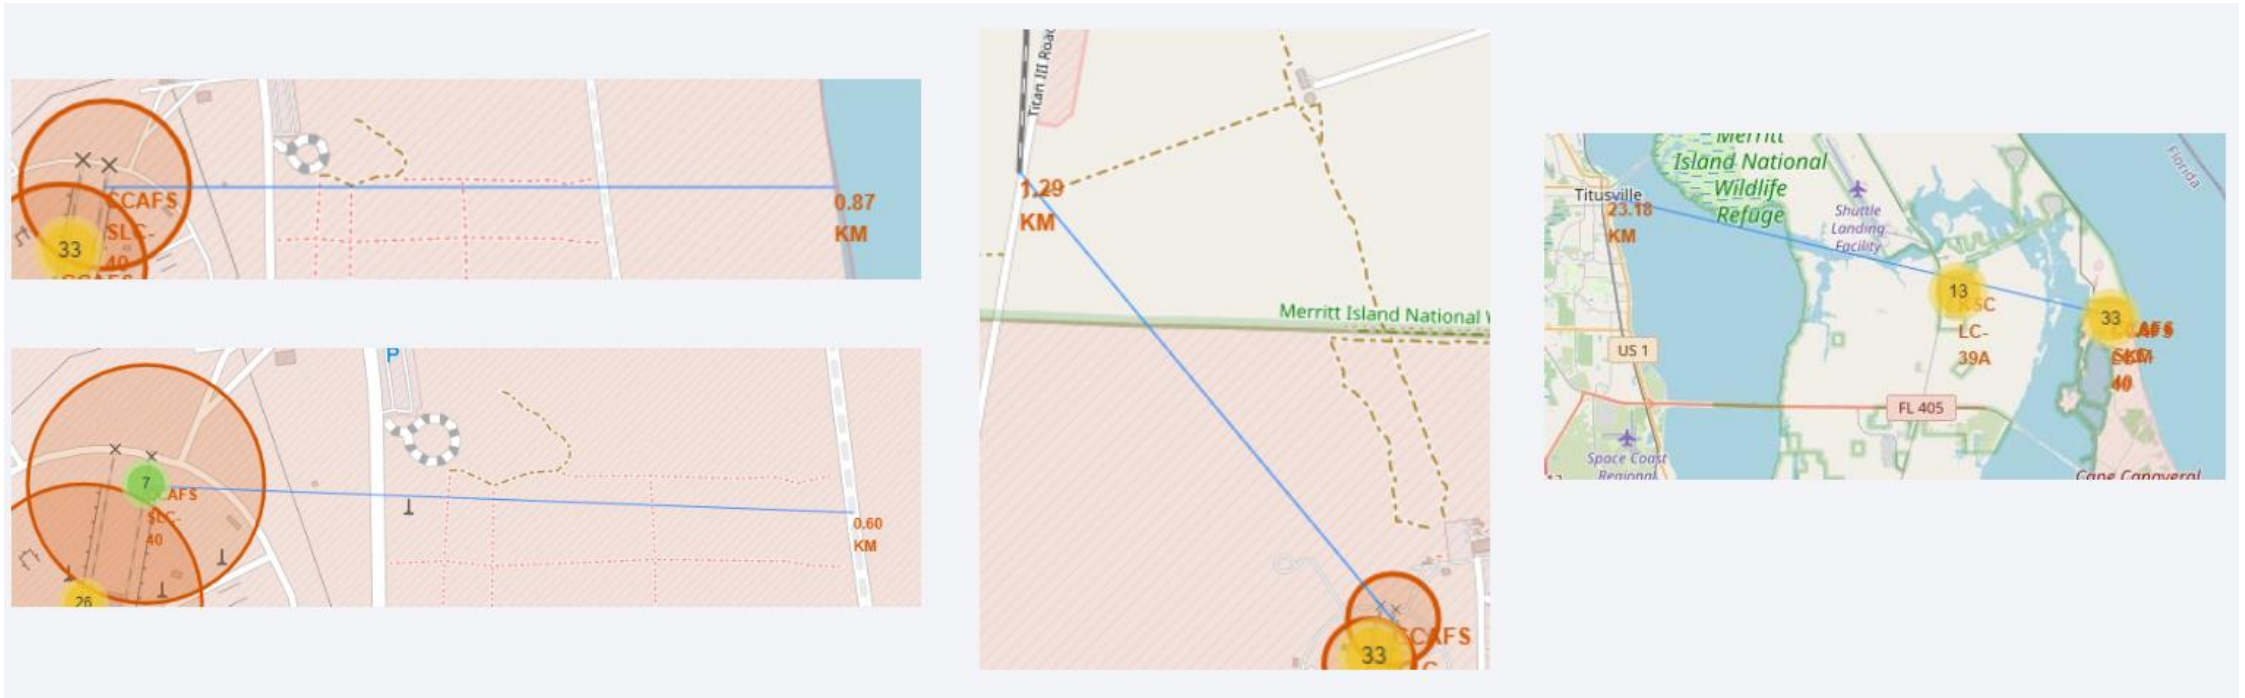 CCAFS
SLC-
40
33
0.87
KM
P
7
CAFS
SLC-
40
26
0.60
KM
Titan III Road
1.29
KM
Merritt Island National
CCAFS
33
Merritt
Island National
Wildlife
Refuge
Titusville
23.18
KM
Shuttle
Landing
Facility
Florida
13
KSC
LC-
39A
33
40
US 1
FL 405
Space Coast
Regional
Cape Canaveral